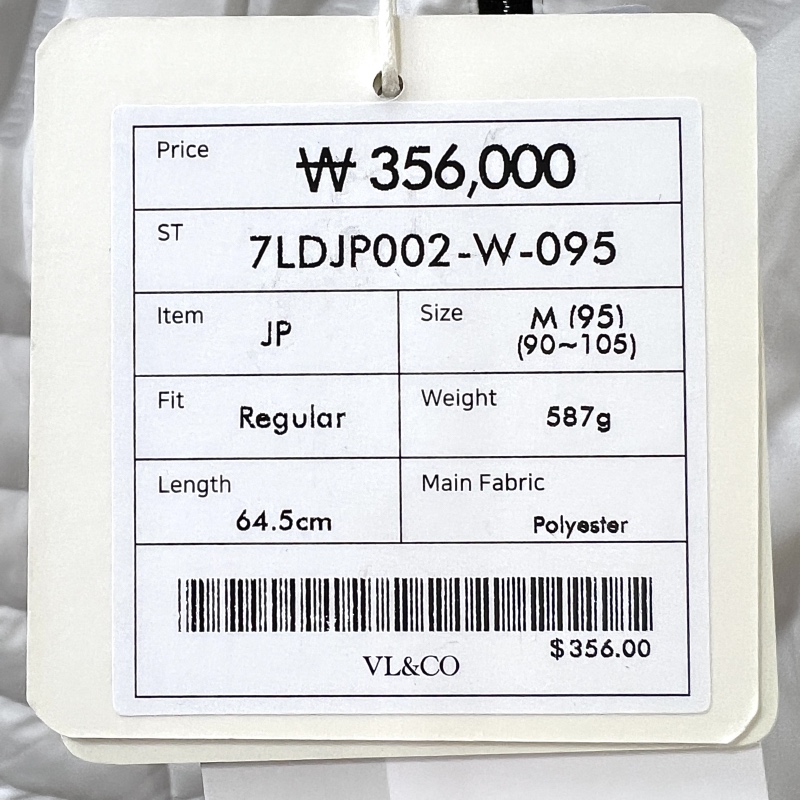 Price
₩ 356,000
ST
7LDJP002-W-095
Item
JP
Size
M (95)
(90~105)
Fit
Regular
Weight
587g
Length
64.5cm
Main Fabric
Polyester
$356.00
VL&CO